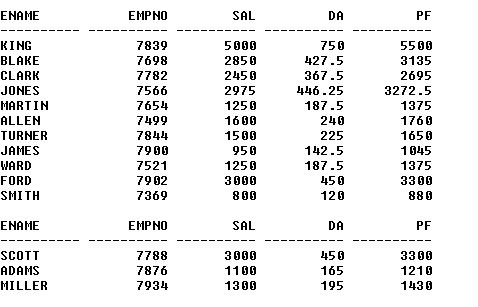 ENAME EMPNO SAL DA PF
---------- ---------- ---------- ---------- ----------
KING 7839 5000 750 5500
BLAKE 7698 2850 427.5 3135
CLARK 7782 2450 367.5 2695
JONES 7566 2975 446.25 3272.5
MARTIN 7654 1250 187.5 1375
ALLEN 7499 1600 240 1760
TURNER 7844 1500 225 1650
JAMES 7900 950 142.5 1045
WARD 7521 1250 187.5 1375
FORD 7902 3000 450 3300
SMITH 7369 800 120 880
ENAME EMPNO SAL DA PF
---------- ---------- ---------- ---------- ----------
SCOTT 7788 3000 450 3300
ADAMS 7876 1100 165 1210
MILLER 7934 1300 195 1430